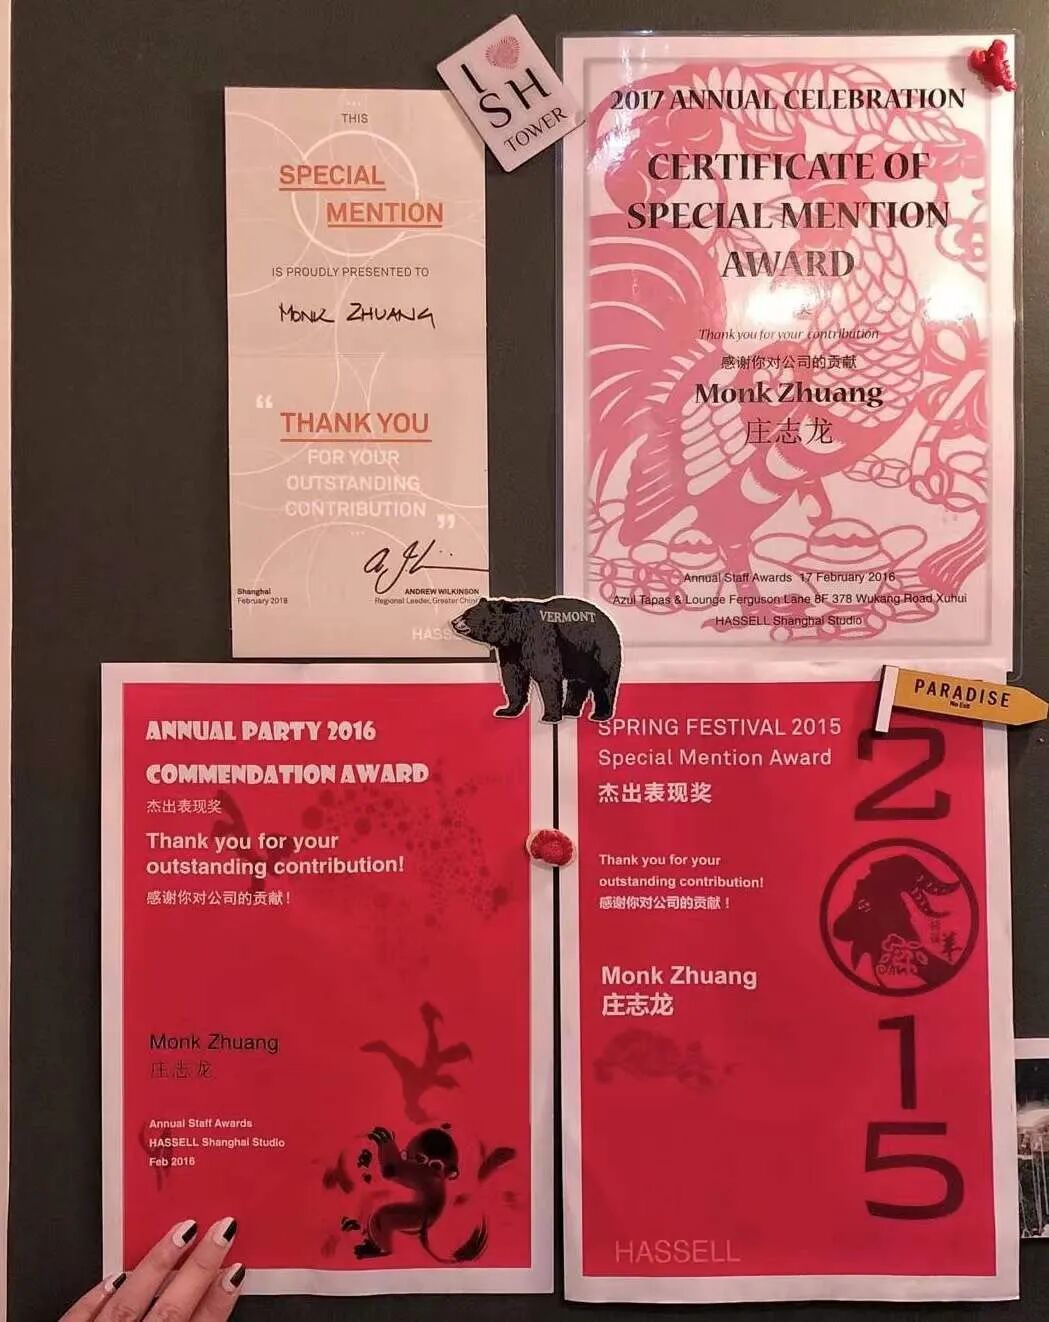 THIS
SPECIAL
MENTION
IS PROUDLY PRESENTED TO
MONK ZHUANG
“
THANK YOU
FOR YOUR
OUTSTANDING
CONTRIBUTION
”
Shanghai
February 2018
ANDREW WILKINSON
Regional Leader, Greater China
HASS
I
SH
TOWER
2017 ANNUAL CELEBRATION
CERTIFICATE OF
SPECIAL MENTION
AWARD
Thank you for your contribution
感谢你对公司的贡献
Monk Zhuang
庄志龙
Annual Staff Awards 17 February 2016
Azul Tapas & Lounge Ferguson Lane 8F 378 Wukang Road Xuhui
HASSELL Shanghai Studio
VERMONT
PARADISE
No Exit
ANNUAL PARTY 2016
COMMENDATION AWARD
杰出表现奖
Thank you for your
outstanding contribution!
感谢你对公司的贡献！
Monk Zhuang
庄志龙
Annual Staff Awards
HASSELL Shanghai Studio
Feb 2016
SPRING FESTIVAL 2015
Special Mention Award
杰出表现奖
Thank you for your
outstanding contribution!
感谢你对公司的贡献！
Monk Zhuang
庄志龙
2
羊
1
5
HASSELL